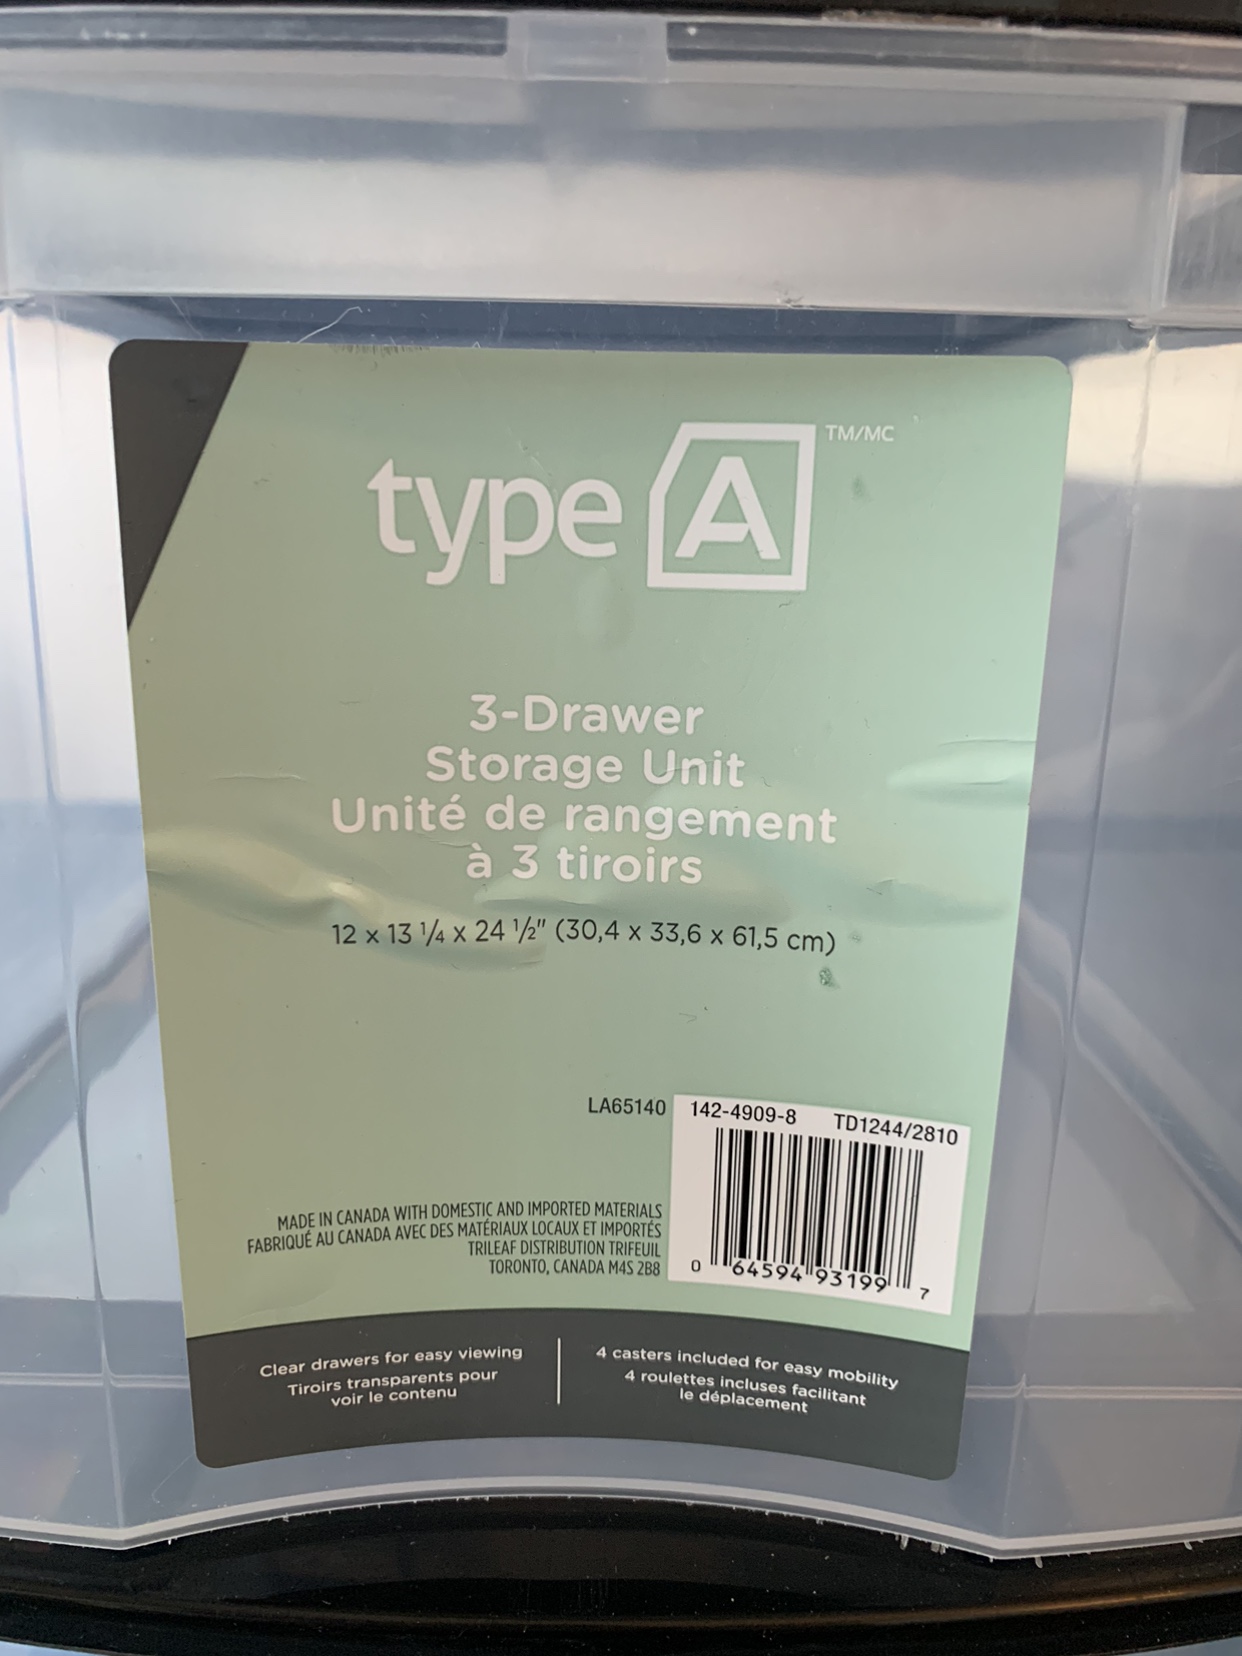 type A TM/MC
3-Drawer
Storage Unit
Unité de rangement
à 3 tiroirs
12 x 13 1/4 x 24 1/2" (30,4 x 33,6 x 61,5 cm)
LA65140
142-4909-8 TD1244/2810
0 64594 93199 7
MADE IN CANADA WITH DOMESTIC AND IMPORTED MATERIALS
FABRIQUÉ AU CANADA AVEC DES MATÉRIAUX LOCAUX ET IMPORTÉS
TRILEAF DISTRIBUTION TRIFEUIL
TORONTO, CANADA M4S 2B8
Clear drawers for easy viewing
Tiroirs transparents pour
voir le contenu
4 casters included for easy mobility
4 roulettes incluses facilitant
le déplacement